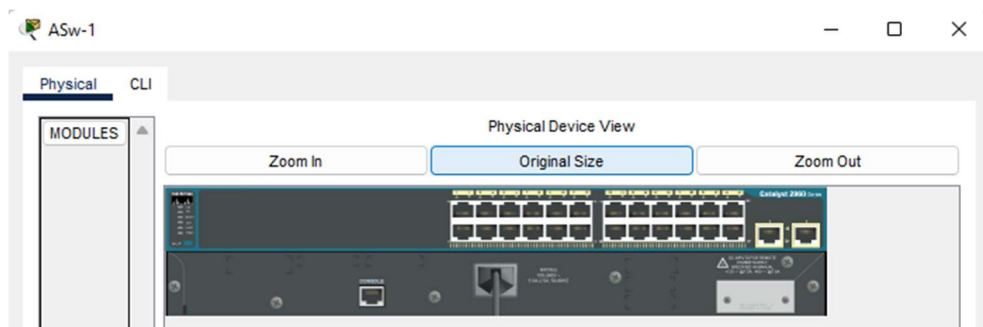 ASw-1
Physical CLI
MODULES
Physical Device View
Zoom In Original Size Zoom Out
Catalyst 2960 Series
CONSOLE